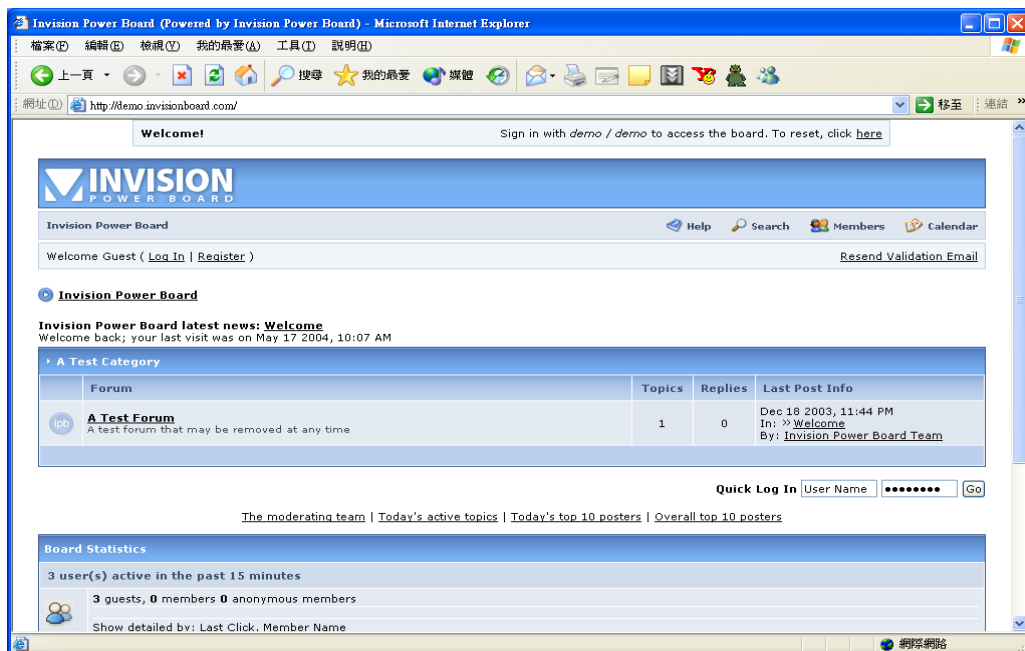 Invision Power Board (Powered by Invision Power Board) - Microsoft Internet Explorer
檔案(F) 編輯(E) 檢視(V) 我的最愛(A) 工具(T) 說明(H)
上一頁 搜尋 我的最愛 媒體
網址(D) http://demo.invisionboard.com/ 移至 連結 »
Welcome! Sign in with demo / demo to access the board. To reset, click here
INVISION
POWER BOARD
Invision Power Board Help Search Members Calendar
Welcome Guest ( Log In | Register ) Resend Validation Email
Invision Power Board
Invision Power Board latest news: Welcome
Welcome back; your last visit was on May 17 2004, 10:07 AM
A Test Category
Forum Topics Replies Last Post Info
ipb A Test Forum 1 0 Dec 18 2003, 11:44 PM
A test forum that may be removed at any time In: » Welcome
By: Invision Power Board Team
Quick Log In User Name •••••••• Go
The moderating team | Today's active topics | Today's top 10 posters | Overall top 10 posters
Board Statistics
3 user(s) active in the past 15 minutes
3 guests, 0 members 0 anonymous members
Show detailed by: Last Click, Member Name
網際網路